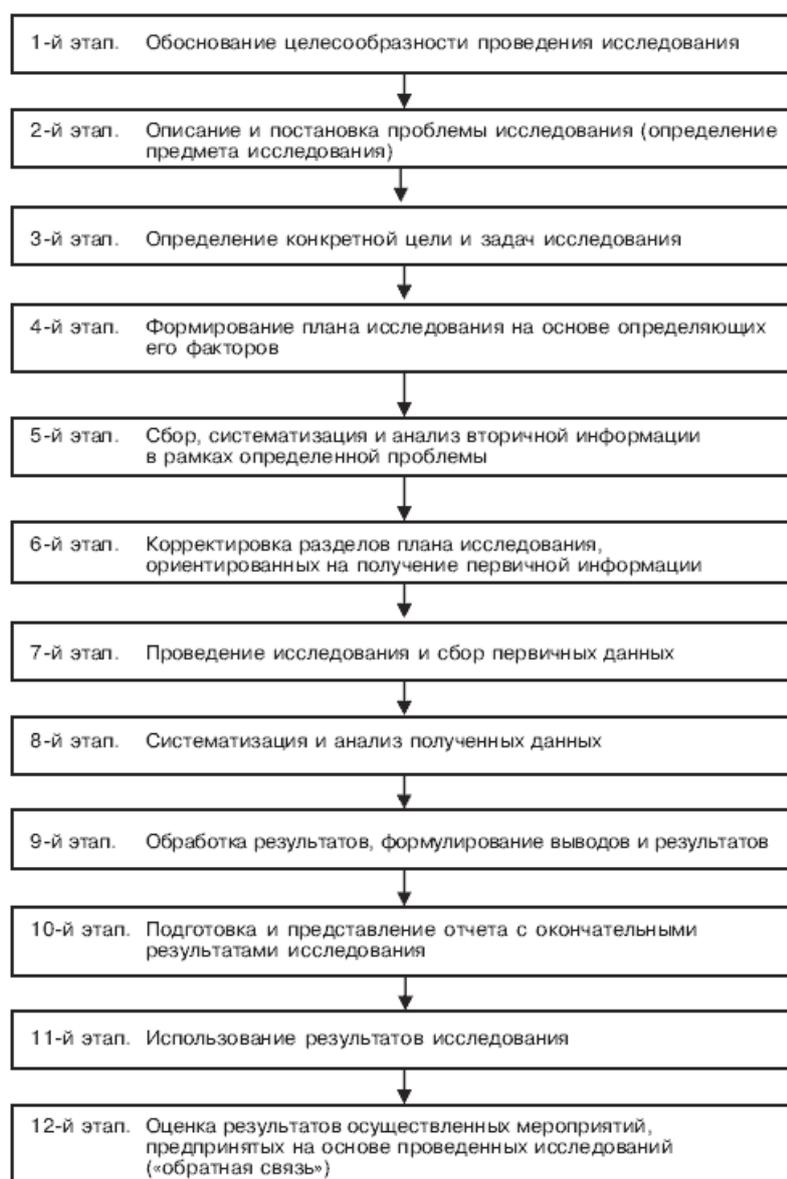 1-й этап. Обоснование целесообразности проведения исследования
2-й этап. Описание и постановка проблемы исследования (определение
предмета исследования)
3-й этап. Определение конкретной цели и задач исследования
4-й этап. Формирование плана исследования на основе определяющих
его факторов
5-й этап. Сбор, систематизация и анализ вторичной информации
в рамках определенной проблемы
6-й этап. Корректировка разделов плана исследования,
ориентированных на получение первичной информации
7-й этап. Проведение исследования и сбор первичных данных
8-й этап. Систематизация и анализ полученных данных
9-й этап. Обработка результатов, формулирование выводов и результатов
10-й этап. Подготовка и представление отчета с окончательными
результатами исследования
11-й этап. Использование результатов исследования
12-й этап. Оценка результатов осуществленных мероприятий,
предпринятых на основе проведенных исследований
(«обратная связь»)